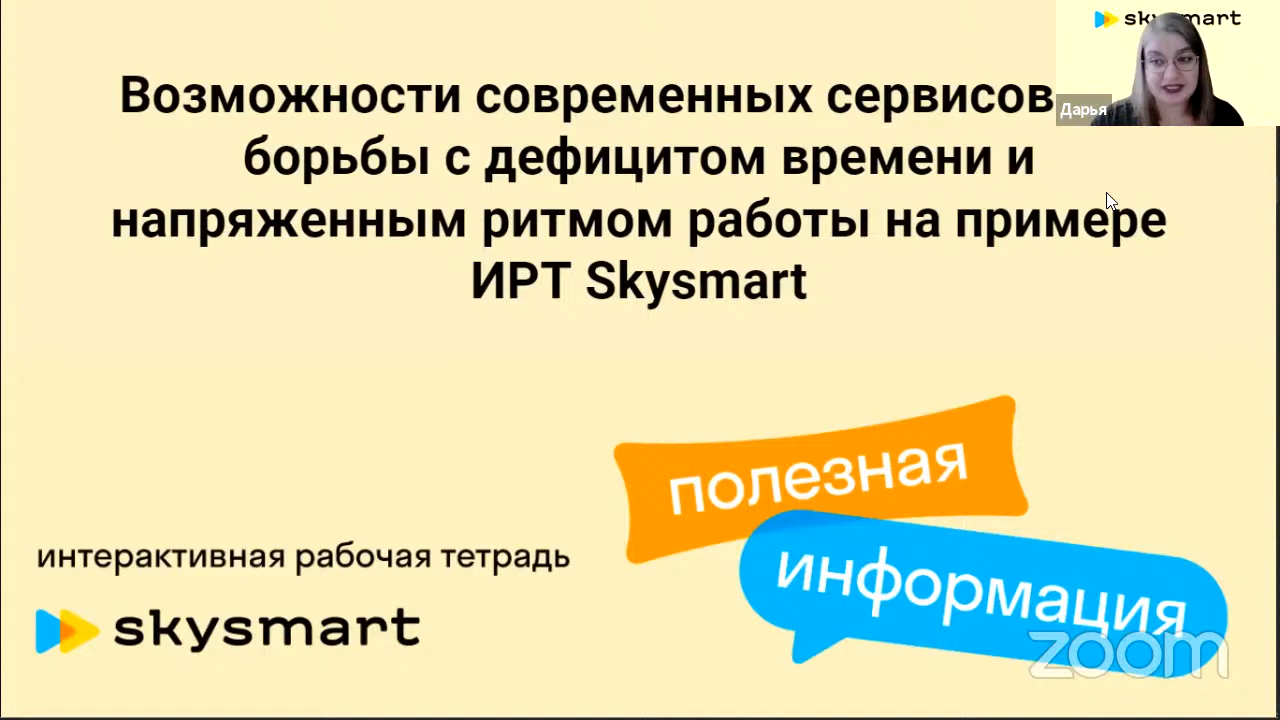 skysmart
Дарья
Возможности современных сервисов
борьбы с дефицитом времени и
напряженным ритмом работы на примере
ИРТ Skysmart
полезная
информация
интерактивная рабочая тетрадь
skysmart
zoom